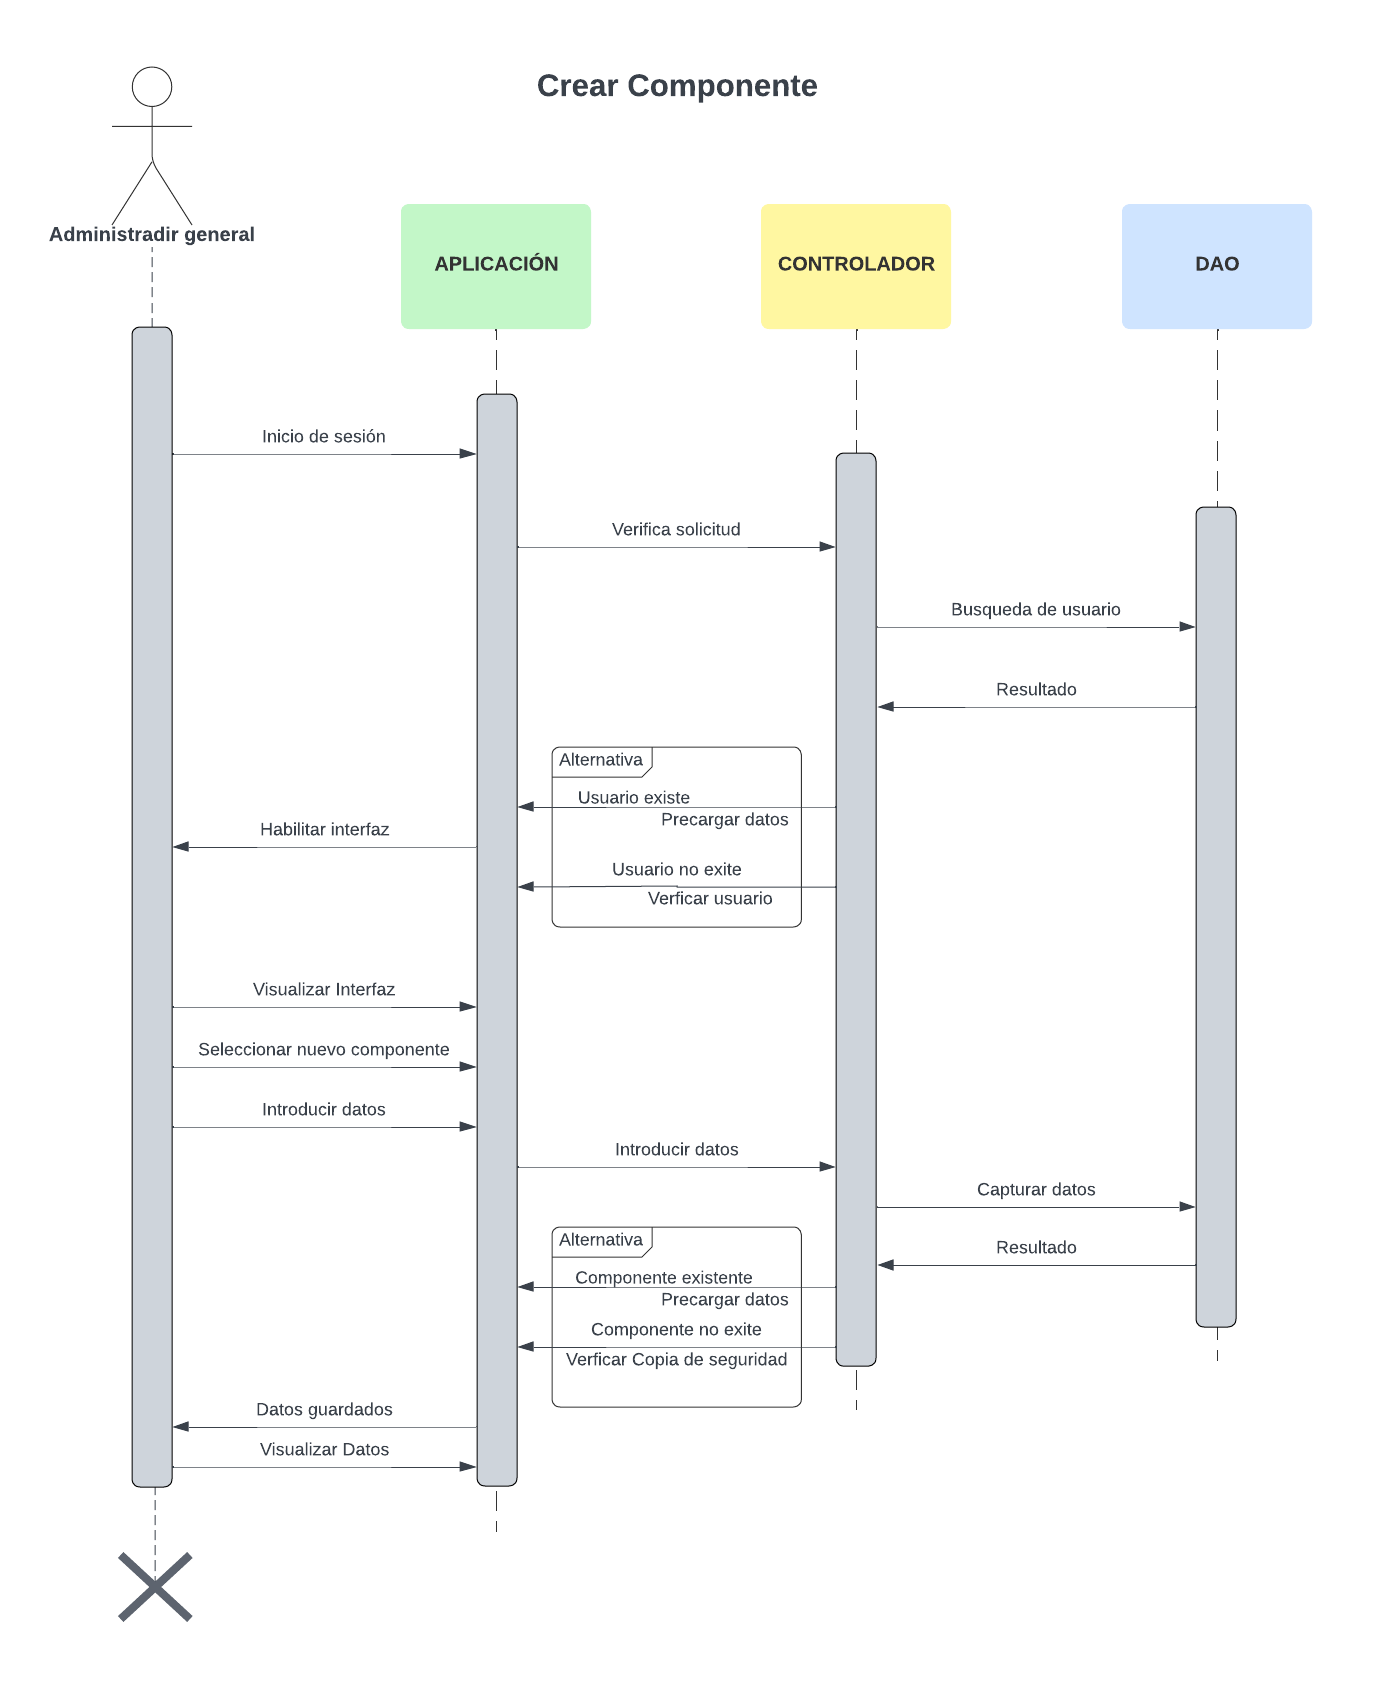 Crear Componente
Administradir general
APLICACIÓN
CONTROLADOR
DAO
Inicio de sesión
Verifica solicitud
Busqueda de usuario
Resultado
Alternativa
Usuario existe
Precargar datos
Habilitar interfaz
Usuario no exite
Verficar usuario
Visualizar Interfaz
Seleccionar nuevo componente
Introducir datos
Introducir datos
Capturar datos
Alternativa
Resultado
Componente existente
Precargar datos
Componente no exite
Verficar Copia de seguridad
Datos guardados
Visualizar Datos